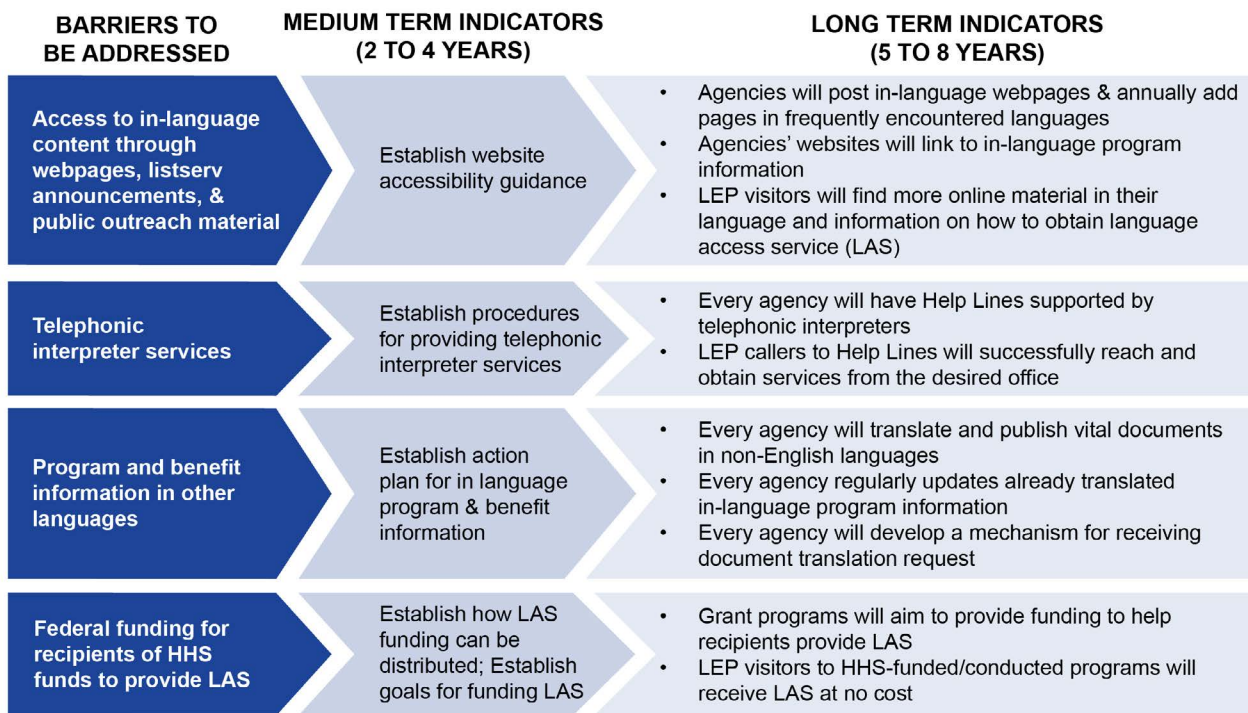 BARRIERS TO
BE ADDRESSED
MEDIUM TERM INDICATORS
(2 TO 4 YEARS)
LONG TERM INDICATORS
(5 TO 8 YEARS)
Access to in-language
content through
webpages, listserv
announcements, &
public outreach material
Establish website
accessibility guidance
• Agencies will post in-language webpages & annually add
pages in frequently encountered languages
• Agencies' websites will link to in-language program
information
• LEP visitors will find more online material in their
language and information on how to obtain language
access service (LAS)
Telephonic
interpreter services
Establish procedures
for providing telephonic
interpreter services
• Every agency will have Help Lines supported by
telephonic interpreters
• LEP callers to Help Lines will successfully reach and
obtain services from the desired office
Program and benefit
information in other
languages
Establish action
plan for in language
program & benefit
information
• Every agency will translate and publish vital documents
in non-English languages
• Every agency regularly updates already translated
in-language program information
• Every agency will develop a mechanism for receiving
document translation request
Federal funding for
recipients of HHS
funds to provide LAS
Establish how LAS
funding can be
distributed; Establish
goals for funding LAS
• Grant programs will aim to provide funding to help
recipients provide LAS
• LEP visitors to HHS-funded/conducted programs will
receive LAS at no cost